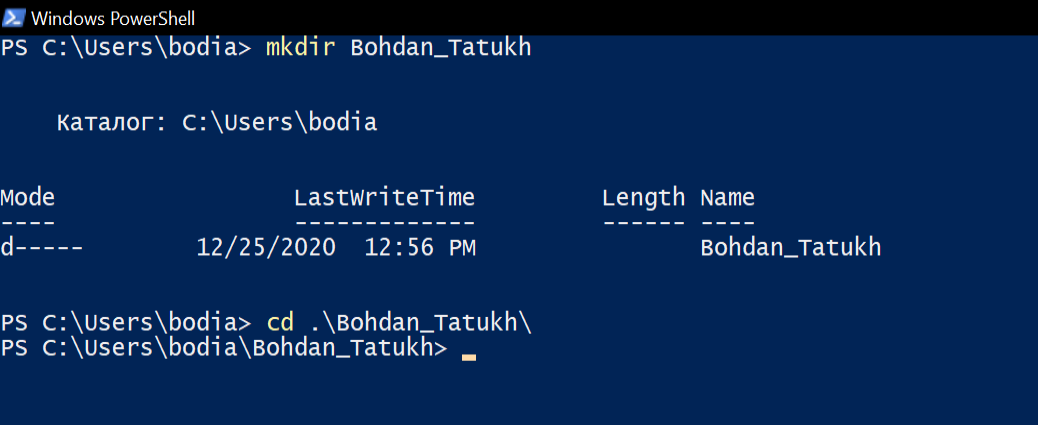 Windows PowerShell
PS C:\Users\bodia> mkdir Bohdan_Tatukh
Каталог: C:\Users\bodia
Mode                 LastWriteTime         Length Name
----                 -------------         ------ ----
d-----        12/25/2020  12:56 PM                Bohdan_Tatukh
PS C:\Users\bodia> cd .\Bohdan_Tatukh\
PS C:\Users\bodia\Bohdan_Tatukh>